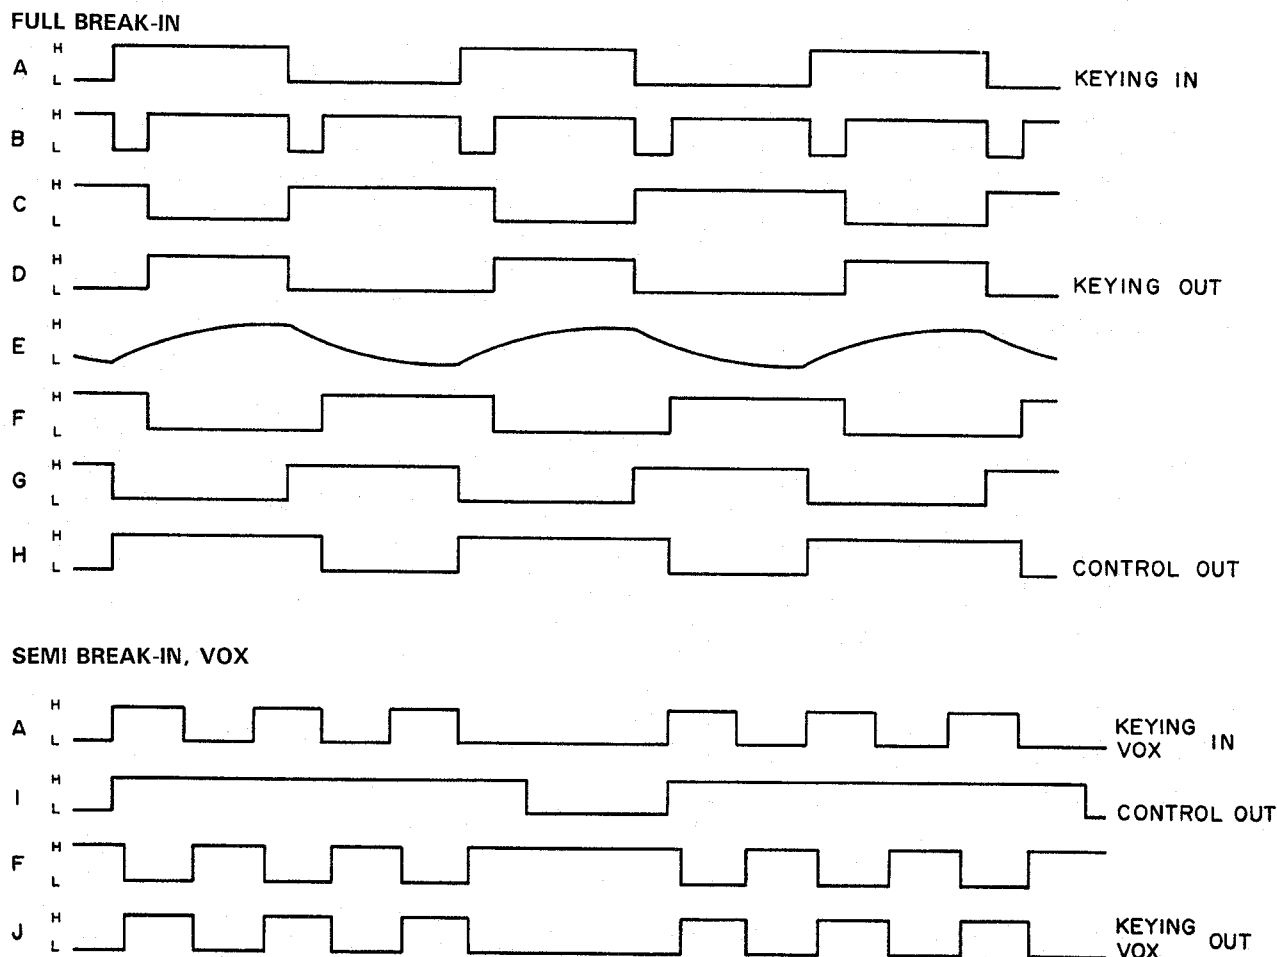 FULL BREAK-IN
A H L KEYING IN
B H L
C H L
D H L KEYING OUT
E H L
F H L
G H L
H H L CONTROL OUT
SEMI BREAK-IN, VOX
A H L KEYING VOX IN
I H L CONTROL OUT
F H L
J H L KEYING VOX OUT